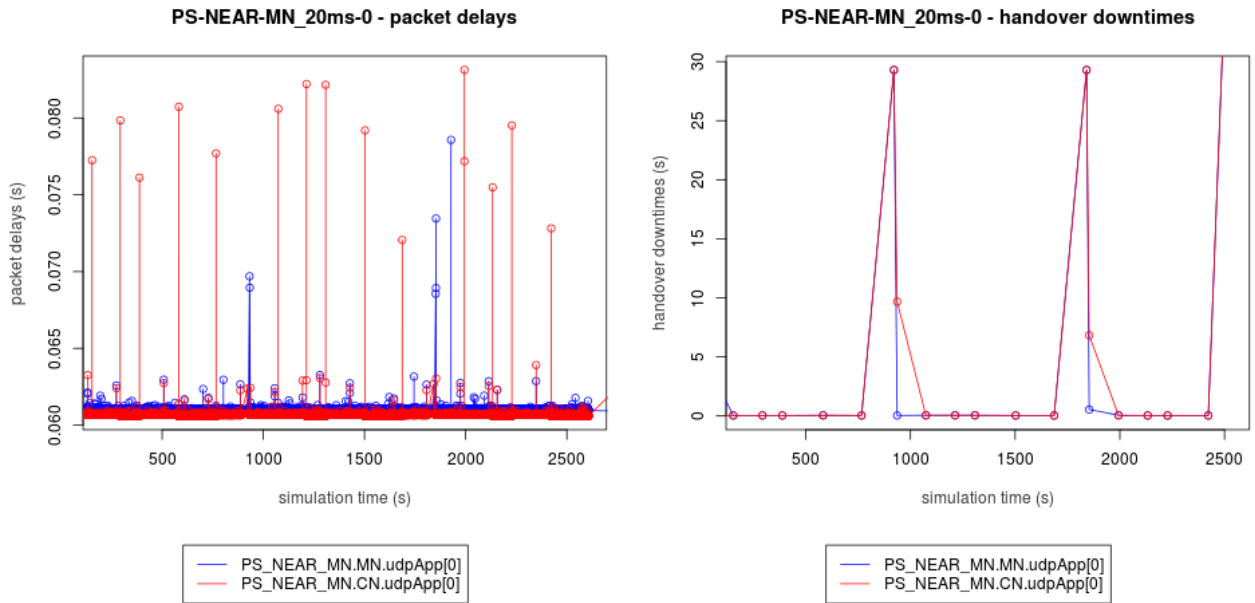 PS-NEAR-MN_20ms-0 - packet delays
packet delays (s)
0.080
0.075
0.070
0.065
0.060
500
1000
1500
2000
2500
simulation time (s)
PS_NEAR_MN.MN.udpApp[0]
PS_NEAR_MN.CN.udpApp[0]
PS-NEAR-MN_20ms-0 - handover downtimes
handover downtimes (s)
30
25
20
15
10
5
0
500
1000
1500
2000
2500
simulation time (s)
PS_NEAR_MN.MN.udpApp[0]
PS_NEAR_MN.CN.udpApp[0]